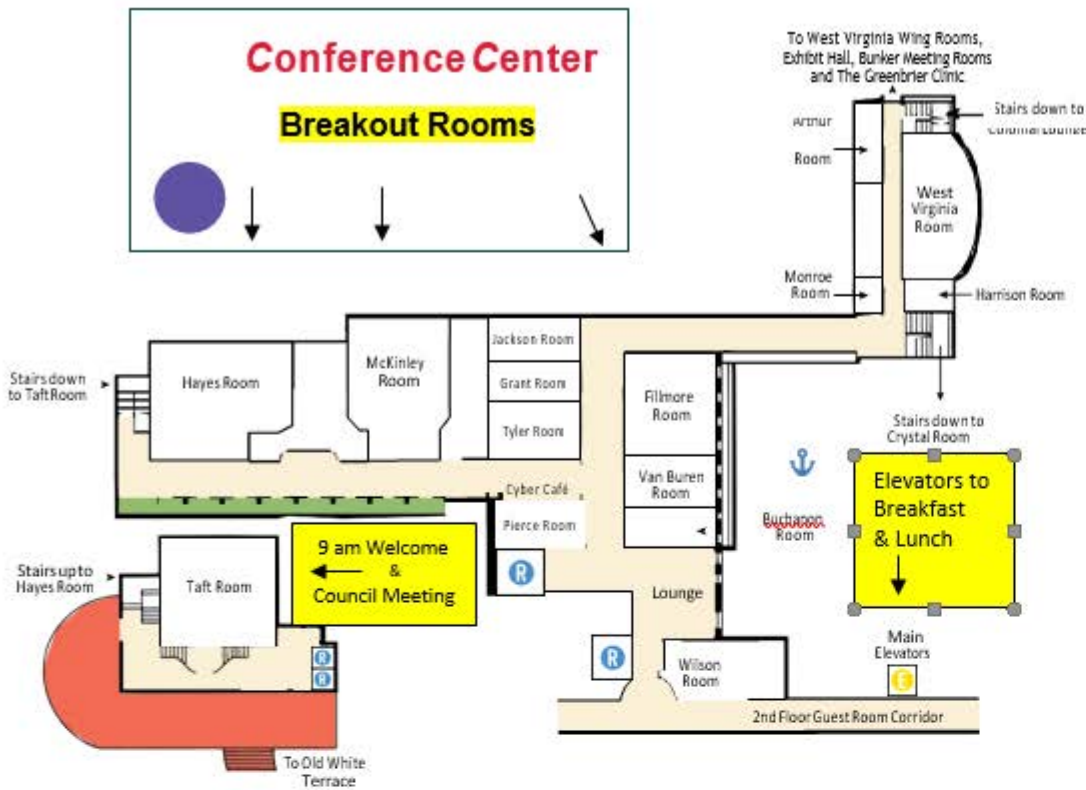 Conference Center
Breakout Rooms
To West Virginia Wing Rooms,
Exhibit Hall, Bunker Meeting Rooms
and The Greenbrier Clinic
Arthur
Room
Stairs down to
Colonial Lounge
West
Virginia
Room
Monroe
Room
Harrison Room
Stairs down to
Crystal Room
Jackson Room
Grant Room
Tyler Room
McKinley
Room
Hayes Room
Stairs down
to Taft Room
Fillmore
Room
Van Buren
Room
Cyber Café
Pierce Room
Buchanon
Room
Elevators to
Breakfast
& Lunch
9 am Welcome
&
Council Meeting
Stairs up to
Hayes Room
Taft Room
R
R
R
R
Lounge
Wilson
Room
Main
Elevators
E
2nd Floor Guest Room Corridor
To Old White
Terrace